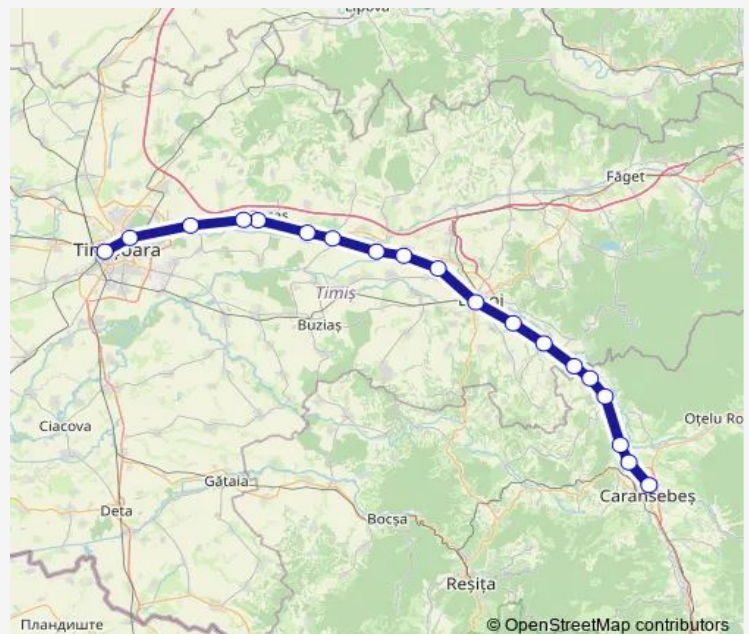 Lipova
Făget
Timișoara
Timiș
Buziaș
Oțelu Ro
Ciacova
Gătaia
Caransebeș
Deta
Bocșa
Reșița
Пландиште
© OpenStreetMap contributors